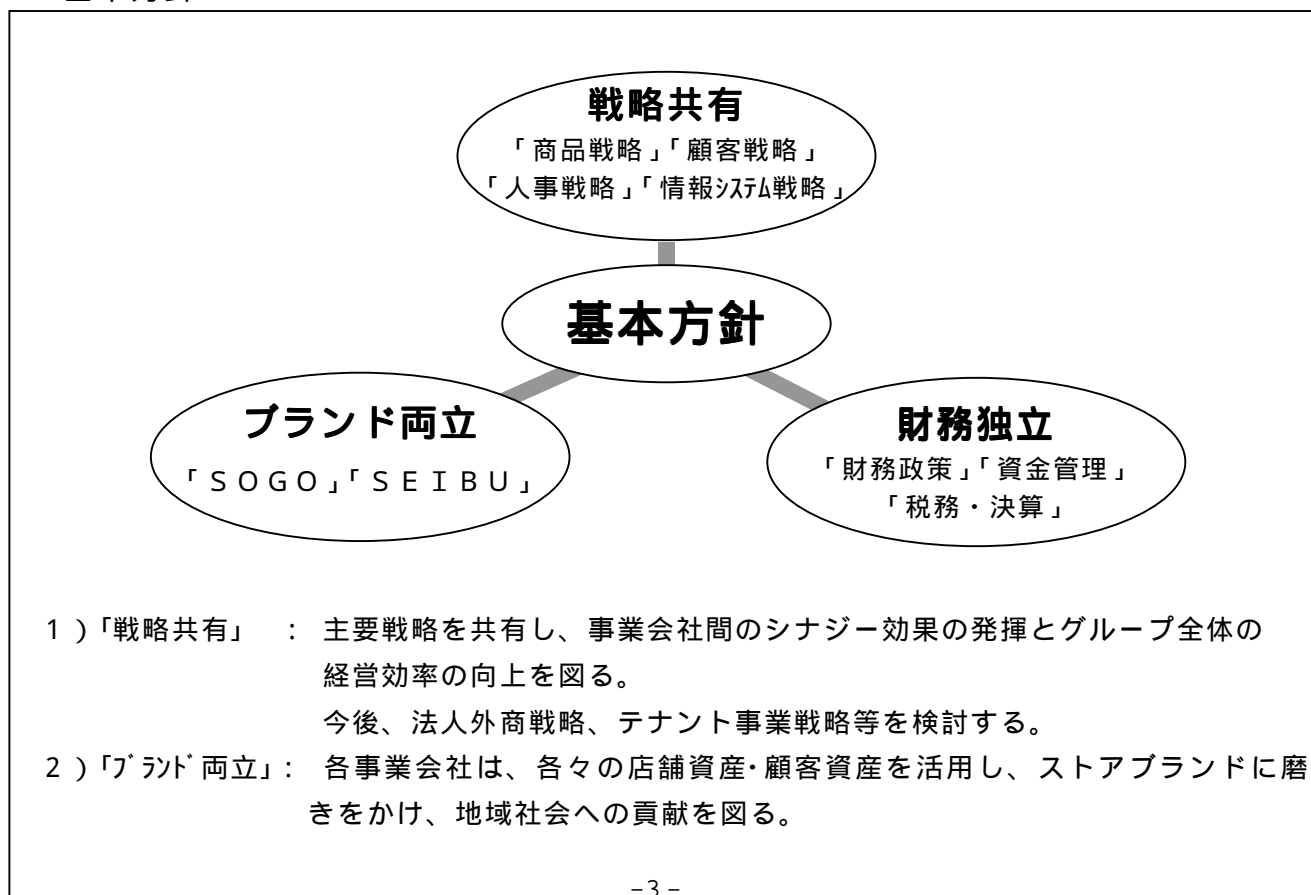 戦略共有
「商品戦略」「顧客戦略」
「人事戦略」「情報ｼｽﾃﾑ戦略」
基本方針
ブランド両立
「ＳＯＧＯ」「ＳＥＩＢＵ」
財務独立
「財務政策」「資金管理」
「税務・決算」
1 )「戦略共有」 : 主要戦略を共有し、事業会社間のシナジー効果の発揮とグループ全体の
経営効率の向上を図る。
今後、法人外商戦略、テナント事業戦略等を検討する。
2 )「ﾌﾞﾗﾝﾄﾞ両立」: 各事業会社は、各々の店舗資産･顧客資産を活用し、ストアブランドに磨
きをかけ、地域社会への貢献を図る。
–3 –